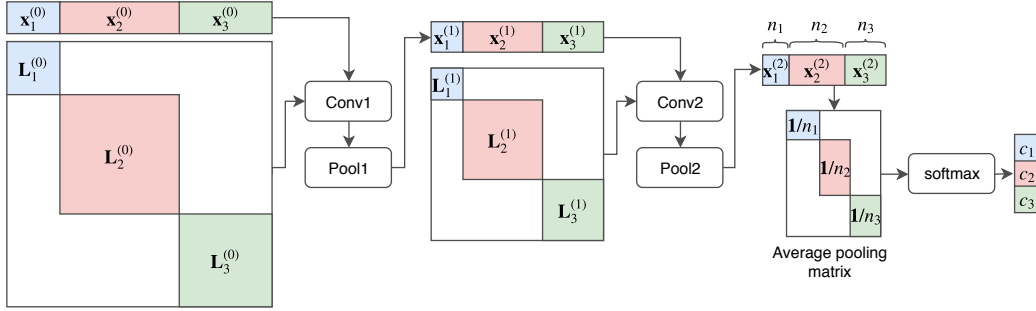 x₁⁽⁰⁾ x₂⁽⁰⁾ x₃⁽⁰⁾
L₁⁽⁰⁾
L₂⁽⁰⁾
L₃⁽⁰⁾
Conv1
Pool1
x₁⁽¹⁾ x₂⁽¹⁾ x₃⁽¹⁾
L₁⁽¹⁾
L₂⁽¹⁾
L₃⁽¹⁾
Conv2
Pool2
n₁ n₂ n₃
x₁⁽²⁾ x₂⁽²⁾ x₃⁽²⁾
1/n₁
1/n₂
1/n₃
Average pooling
matrix
softmax
c₁
c₂
c₃